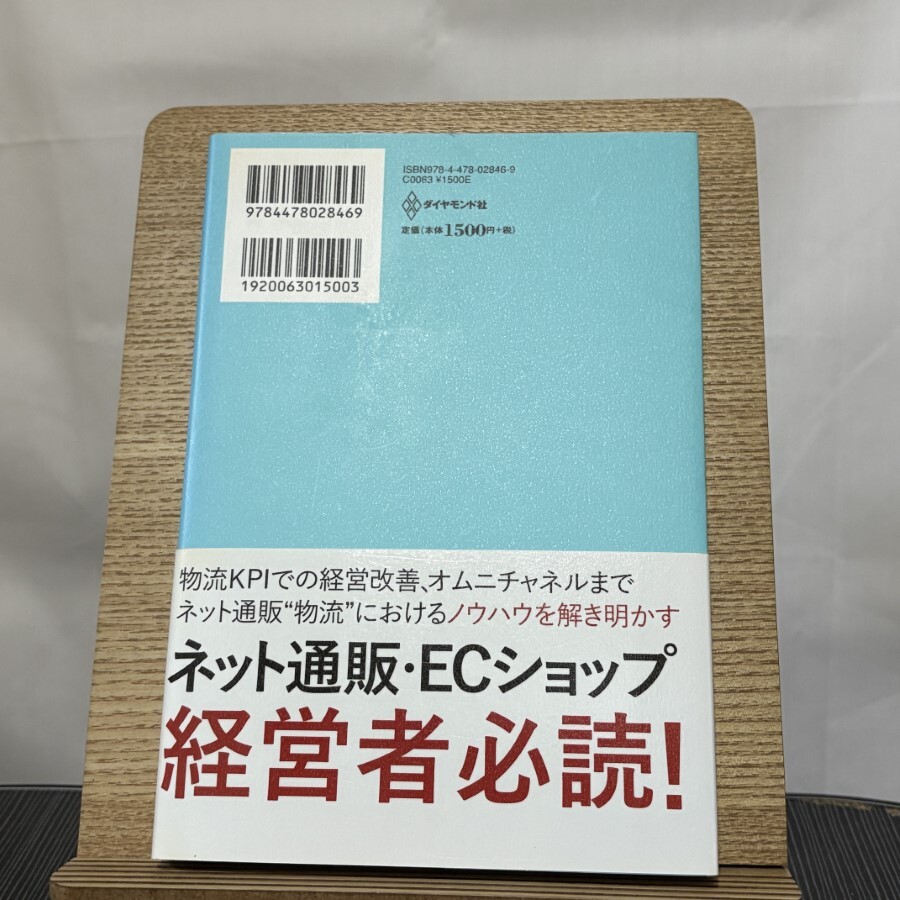 9784478028469
1920063015003
ISBN978-4-478-02846-9
C0063 ¥1500E
ダイヤモンド社
定価(本体1500円+税)
物流KPIでの経営改善、オムニチャネルまで
ネット通販“物流”におけるノウハウを解き明かす
ネット通販・ECショップ
経営者必読!